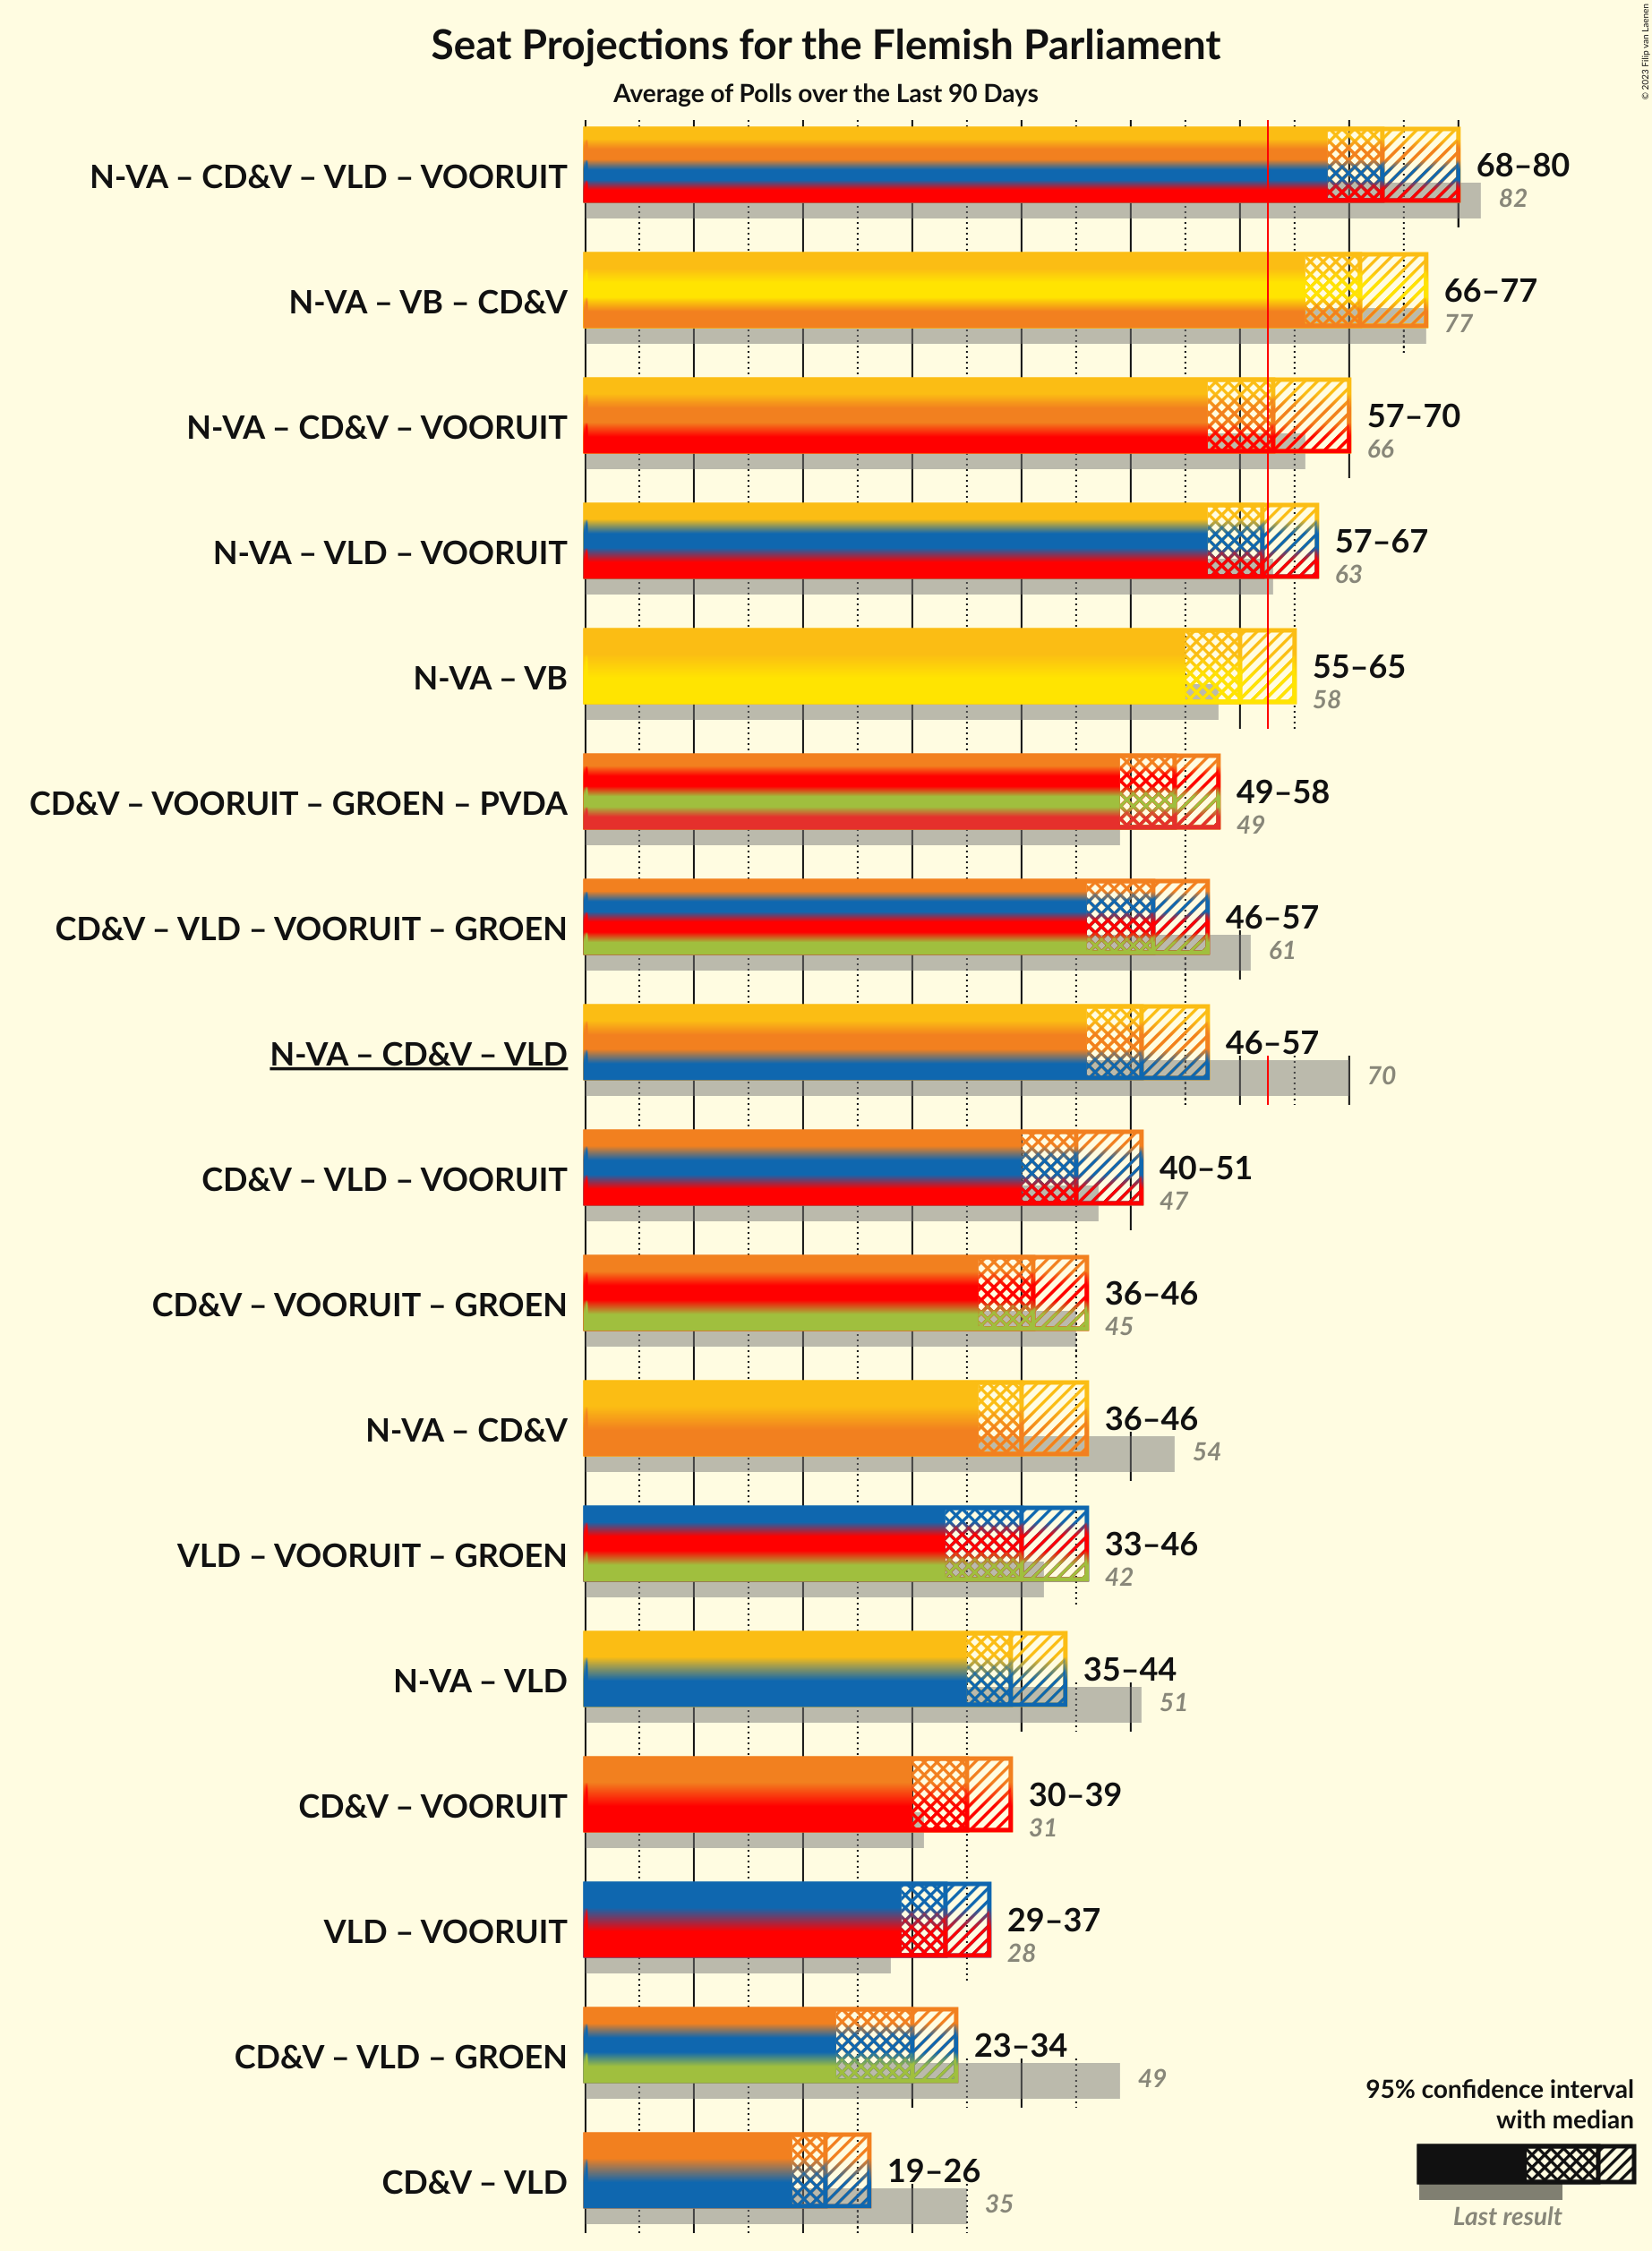 Seat Projections for the Flemish Parliament
Average of Polls over the Last 90 Days
© 2023 Filip van Laenen
N-VA – CD&V – VLD – VOORUIT
68–80
82
N-VA – VB – CD&V
66–77
77
N-VA – CD&V – VOORUIT
57–70
66
N-VA – VLD – VOORUIT
57–67
63
N-VA – VB
55–65
58
CD&V – VOORUIT – GROEN – PVDA
49–58
49
CD&V – VLD – VOORUIT – GROEN
46–57
61
N-VA – CD&V – VLD
46–57
70
CD&V – VLD – VOORUIT
40–51
47
CD&V – VOORUIT – GROEN
36–46
45
N-VA – CD&V
36–46
54
VLD – VOORUIT – GROEN
33–46
42
N-VA – VLD
35–44
51
CD&V – VOORUIT
30–39
31
VLD – VOORUIT
29–37
28
CD&V – VLD – GROEN
23–34
49
CD&V – VLD
19–26
35
95% confidence interval
with median
Last result